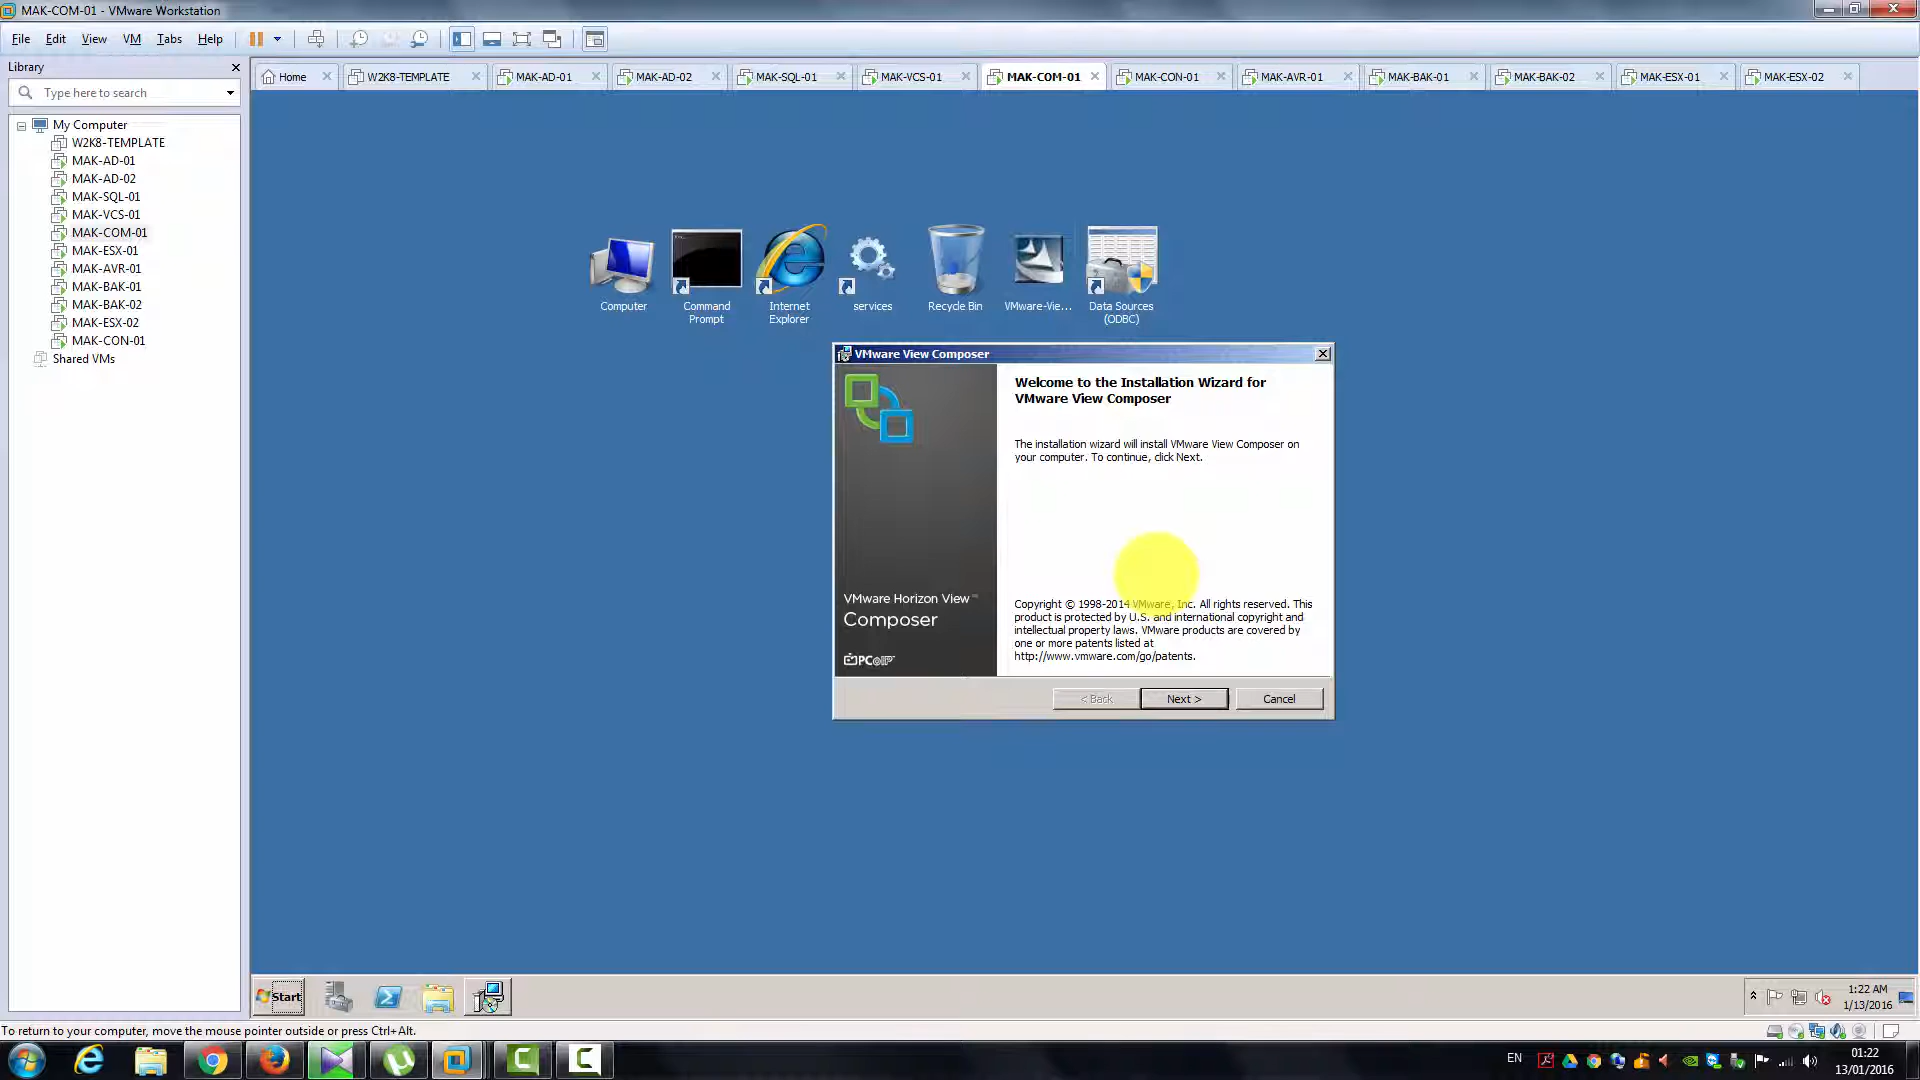 MAK-COM-01 - VMware Workstation
File Edit View VM Tabs Help
Library
Type here to search
Home W2K8-TEMPLATE MAK-AD-01 MAK-AD-02 MAK-SQL-01 MAK-VCS-01 MAK-COM-01 MAK-CON-01 MAK-AVR-01 MAK-BAK-01 MAK-BAK-02 MAK-ESX-01 MAK-ESX-02
My Computer
W2K8-TEMPLATE
MAK-AD-01
MAK-AD-02
MAK-SQL-01
MAK-VCS-01
MAK-COM-01
MAK-ESX-01
MAK-AVR-01
MAK-BAK-01
MAK-BAK-02
MAK-ESX-02
MAK-CON-01
Shared VMs
Computer
Command
Prompt
Internet
Explorer
services
Recycle Bin
VMware-Vie...
Data Sources
(ODBC)
VMware View Composer
Welcome to the Installation Wizard for
VMware View Composer
The installation wizard will install VMware View Composer on
your computer. To continue, click Next.
VMware Horizon View™
Composer
PCoIP
Copyright © 1998-2014 VMware, Inc. All rights reserved. This
product is protected by U.S. and international copyright and
intellectual property laws. VMware products are covered by
one or more patents listed at
http://www.vmware.com/go/patents.
< Back Next > Cancel
Start
1:22 AM
1/13/2016
To return to your computer, move the mouse pointer outside or press Ctrl+Alt.
EN
01:22
13/01/2016